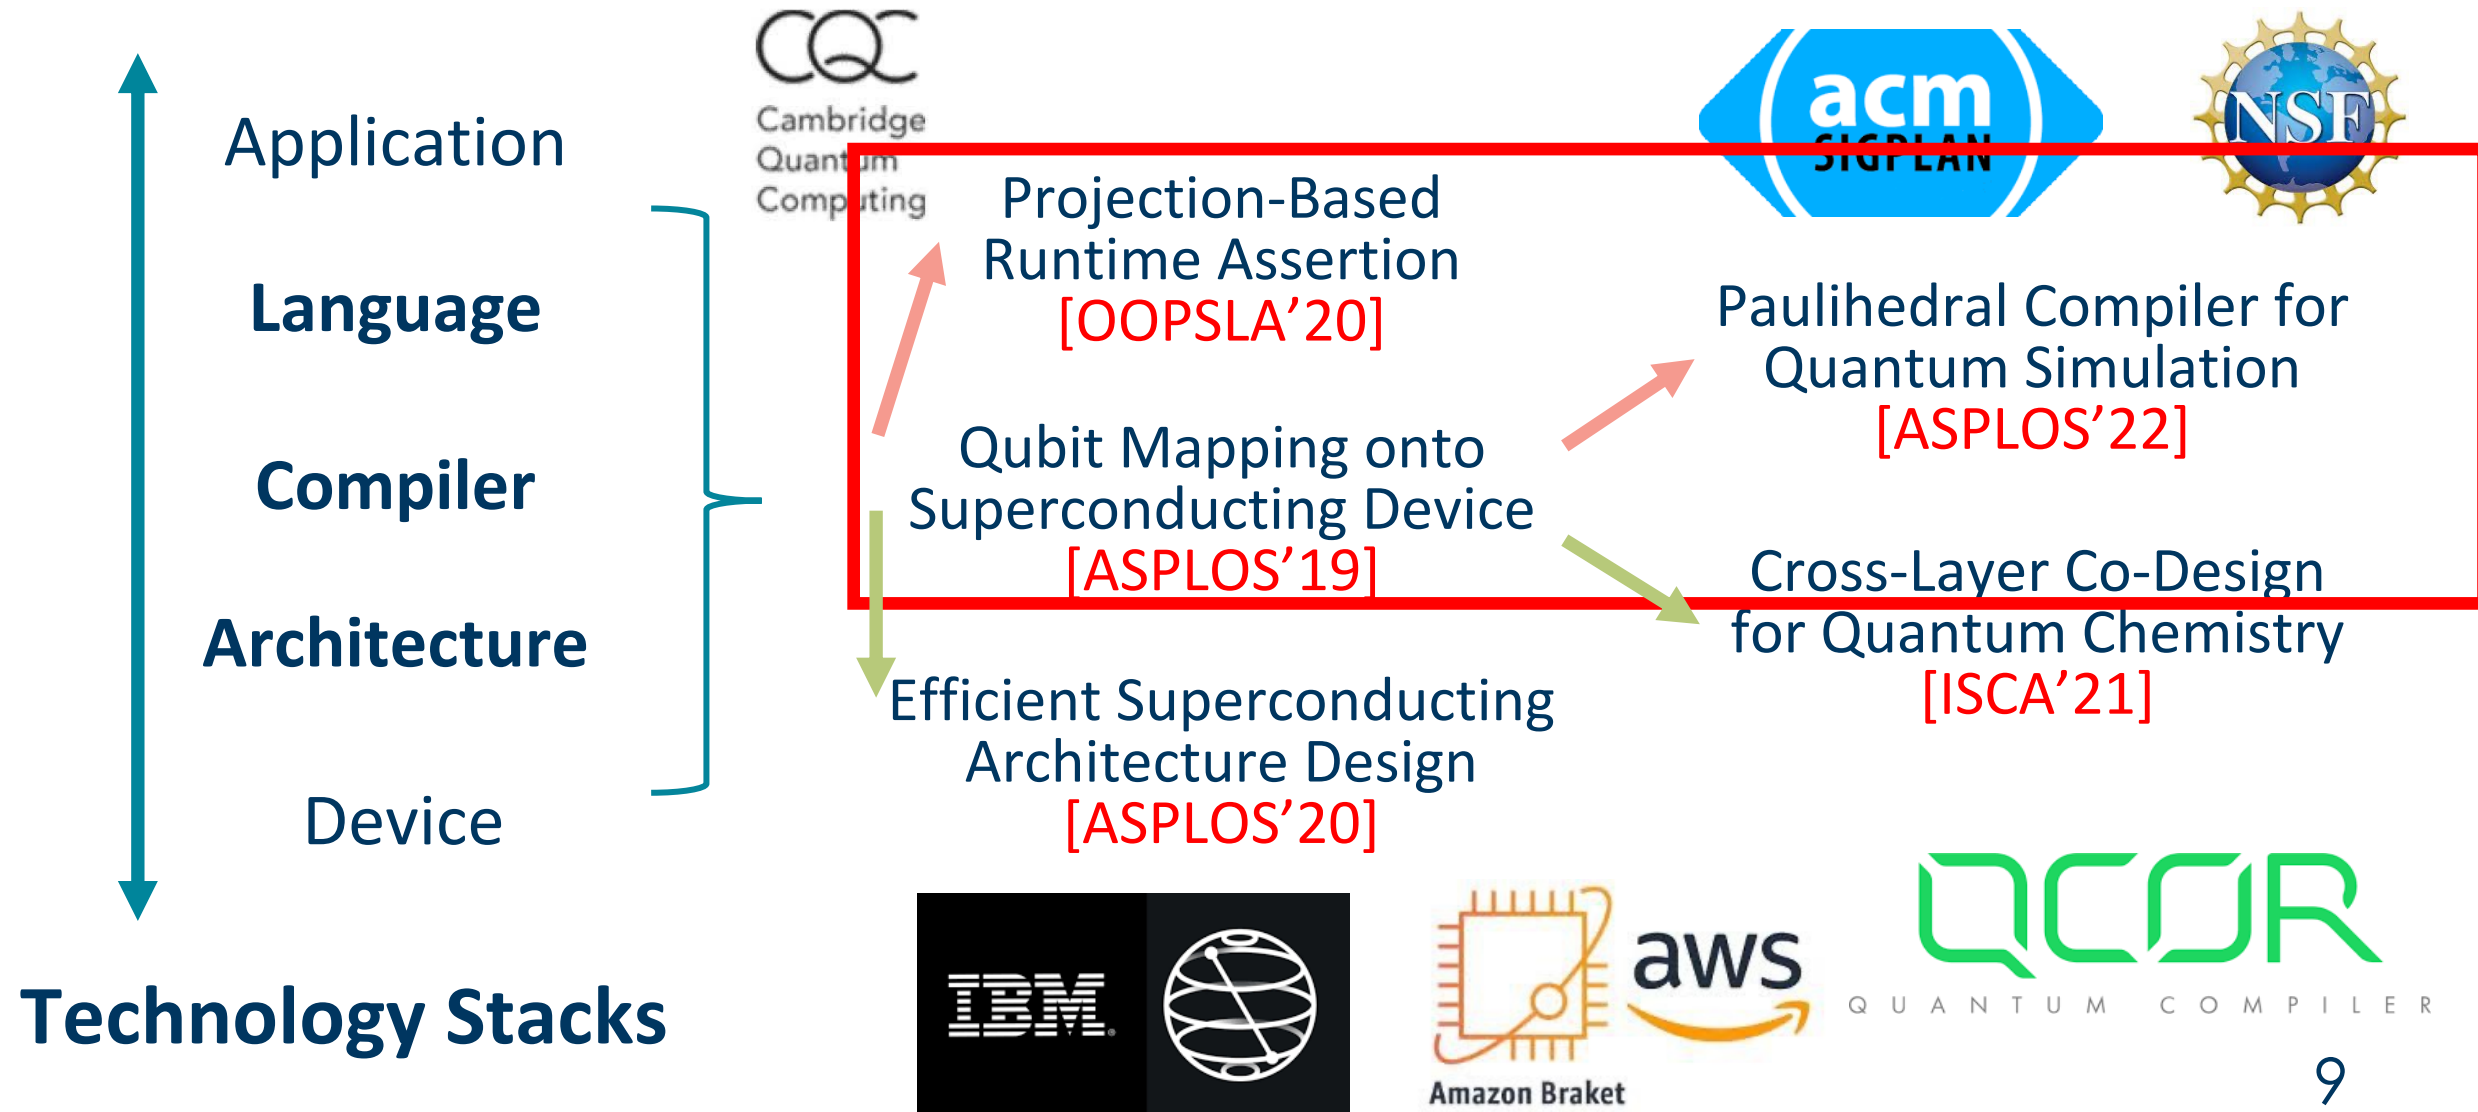 Application
Language
Compiler
Architecture
Device
Technology Stacks
CQC
Cambridge
Quantum
Computing
acm
SIGPLAN
NSF
Projection-Based
Runtime Assertion
[OOPSLA’20]
Qubit Mapping onto
Superconducting Device
[ASPLOS’19]
Efficient Superconducting
Architecture Design
[ASPLOS’20]
Paulihedral Compiler for
Quantum Simulation
[ASPLOS’22]
Cross-Layer Co-Design
for Quantum Chemistry
[ISCA’21]
IBM®
Amazon Braket
aws
QCOR
QUANTUM COMPILER
9